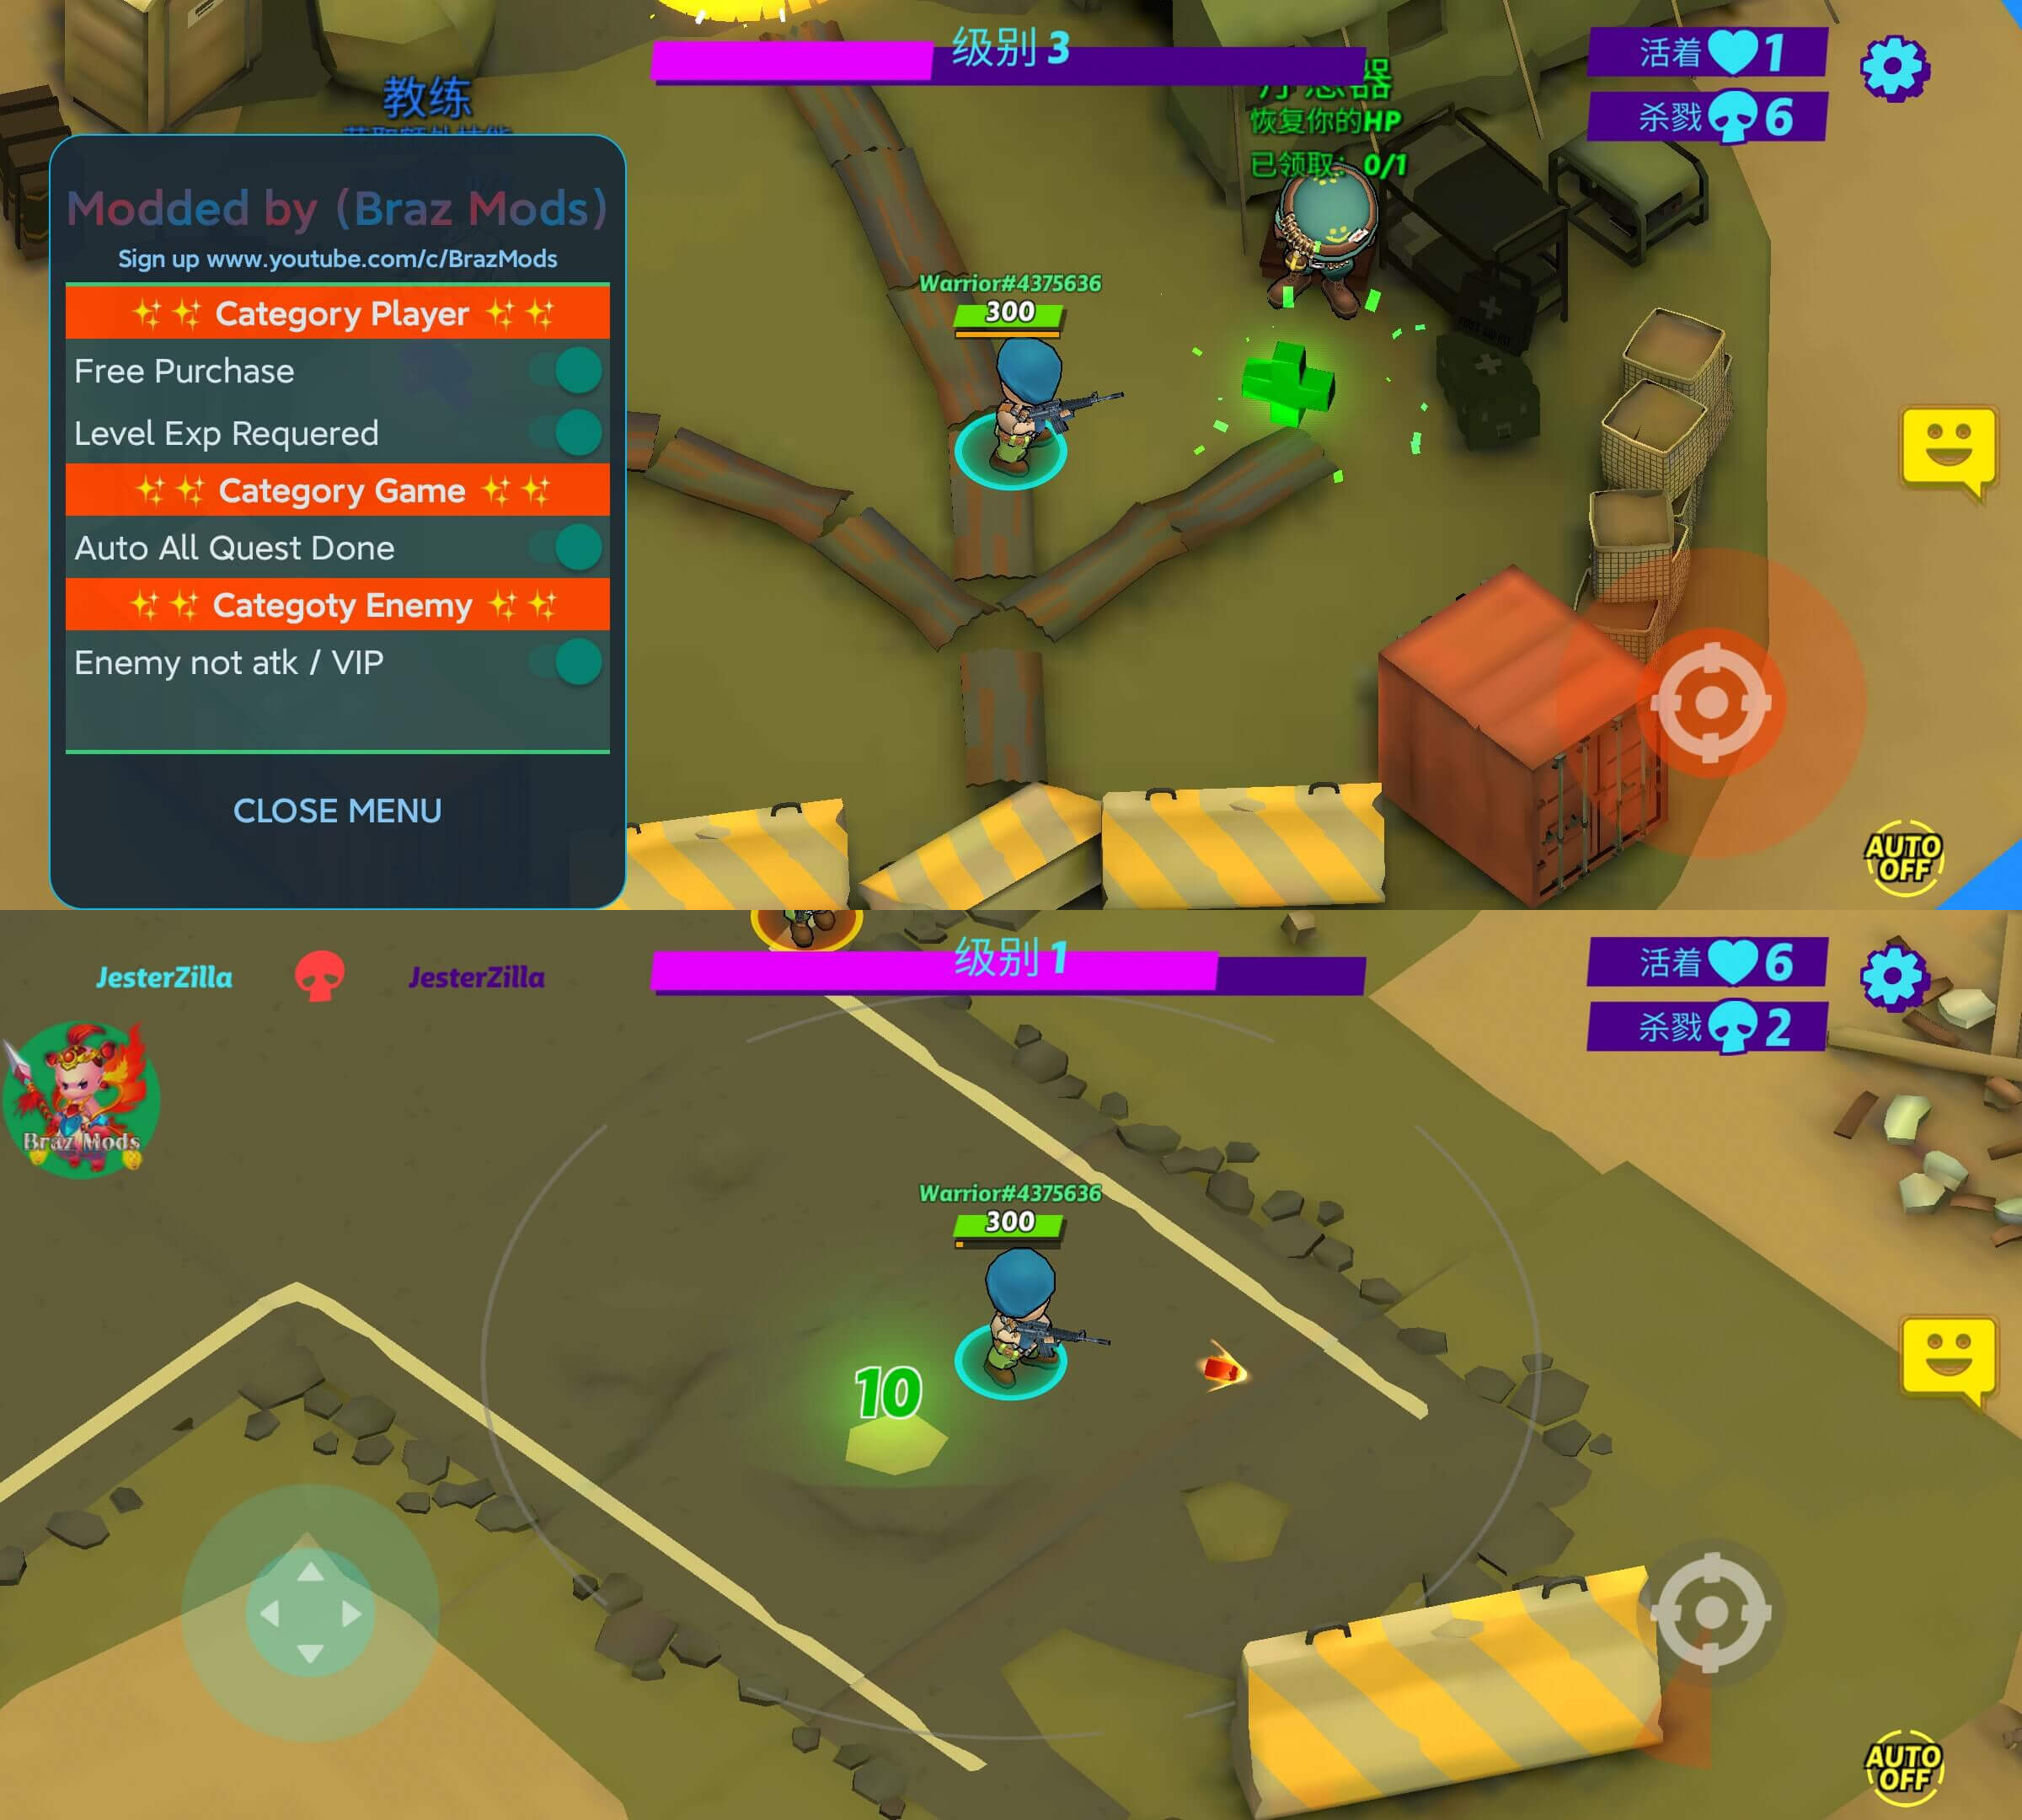 级别 3
活着 1
杀戮 6
教练
恢复你的HP
已领取: 0/1
Modded by (Braz Mods)
Sign up www.youtube.com/c/BrazMods
Category Player
Free Purchase
Level Exp Requered
Category Game
Auto All Quest Done
Categoty Enemy
Enemy not atk / VIP
CLOSE MENU
Warrior#4375636
300
AUTO
OFF
JesterZilla JesterZilla
级别 1
活着 6
杀戮 2
Braz Mods
Warrior#4375636
300
10
AUTO
OFF